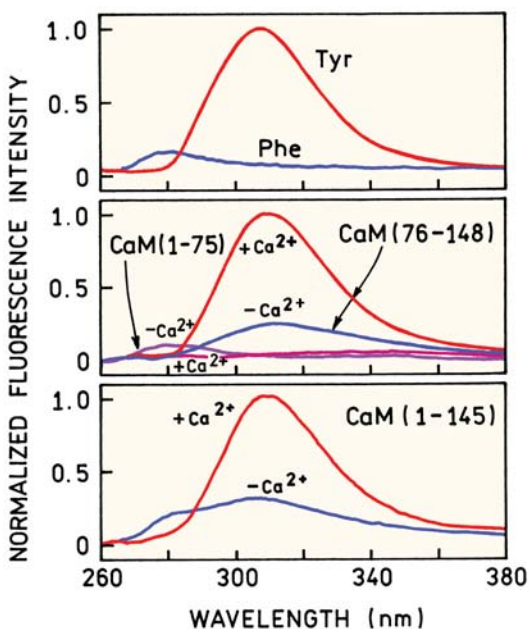 NORMALIZED FLUORESCENCE INTENSITY
1.0
0.5
0
Tyr
Phe
1.0
0.5
0
CaM(1-75)
CaM(76-148)
+Ca2+
-Ca2+
-Ca2+
+Ca2+
1.0
0.5
0
+Ca2+
CaM(1-145)
-Ca2+
260 300 340 380
WAVELENGTH (nm)